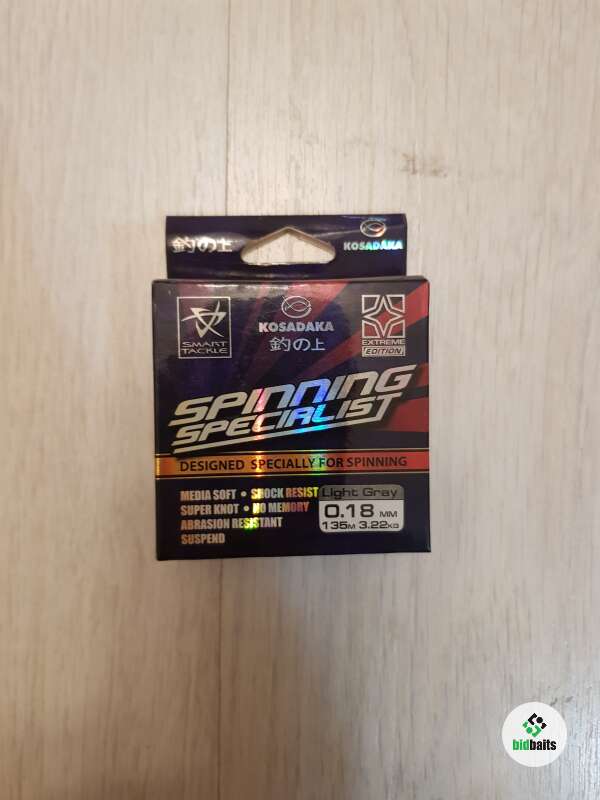 釣の上
KOSADAKA
SMART
TACKLE
KOSADAKA
釣の上
EXTREME
EDITION
SPINNING
SPECIALIST
DESIGNED SPECIALLY FOR SPINNING
MEDIA SOFT • SHOCK RESIST
SUPER KNOT • NO MEMORY
ABRASION RESISTANT
SUSPEND
Light Gray
0.18 MM
135M 3.22KG
bidbaits